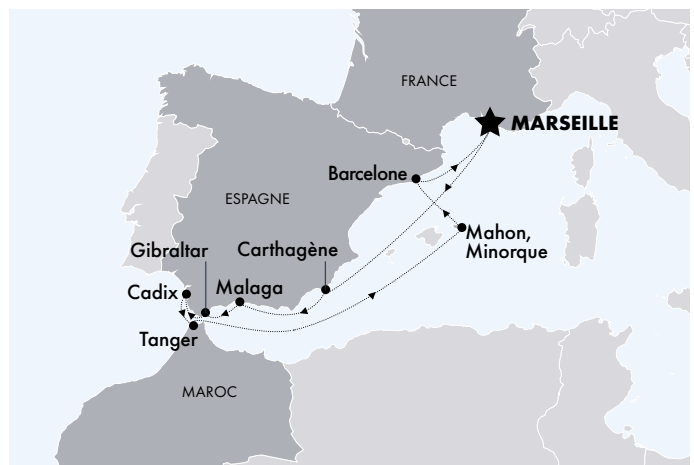 FRANCE
MARSEILLE
Barcelone
ESPAGNE
Mahon,
Minorque
Gibraltar
Carthagène
Cadix
Malaga
Tanger
MAROC